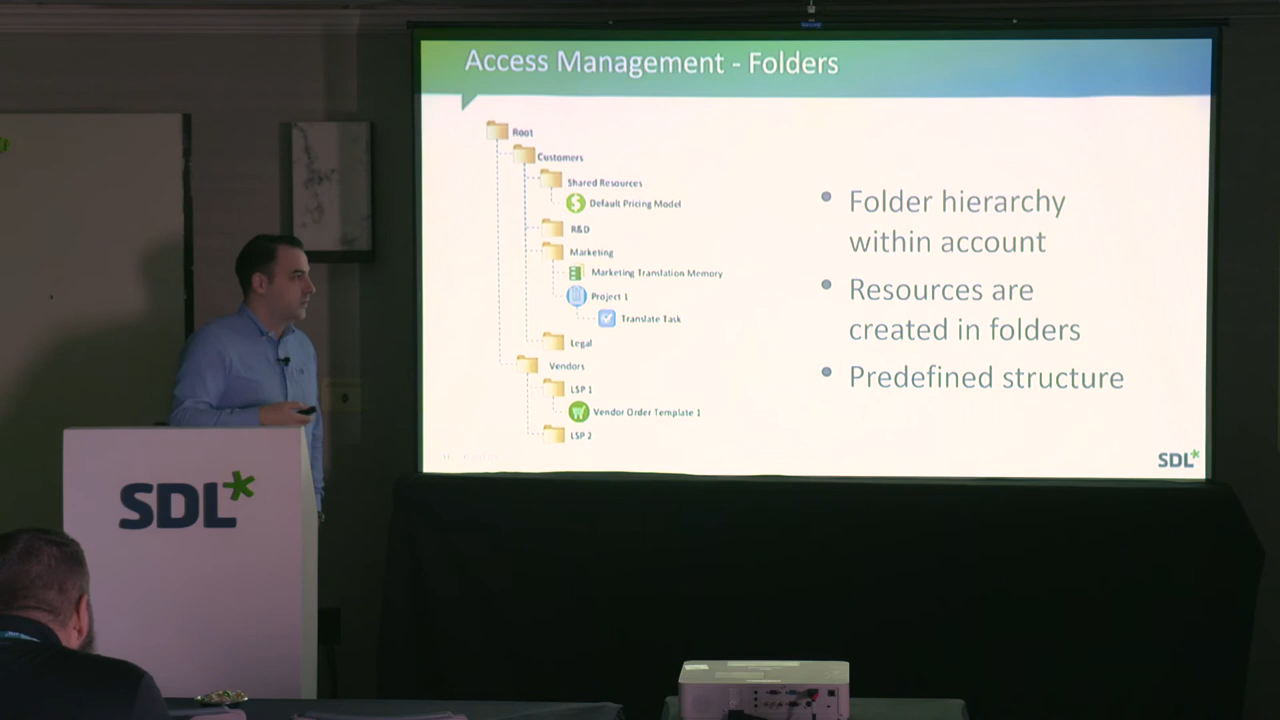 Access Management - Folders
Root
Customers
Shared Resources
Default Pricing Model
R&D
Marketing
Marketing Translation Memory
Project 1
Translate Task
Legal
Vendors
LSP 1
Vendor Order Template 1
LSP 2
• Folder hierarchy
within account
• Resources are
created in folders
• Predefined structure
SDL*
SDL*